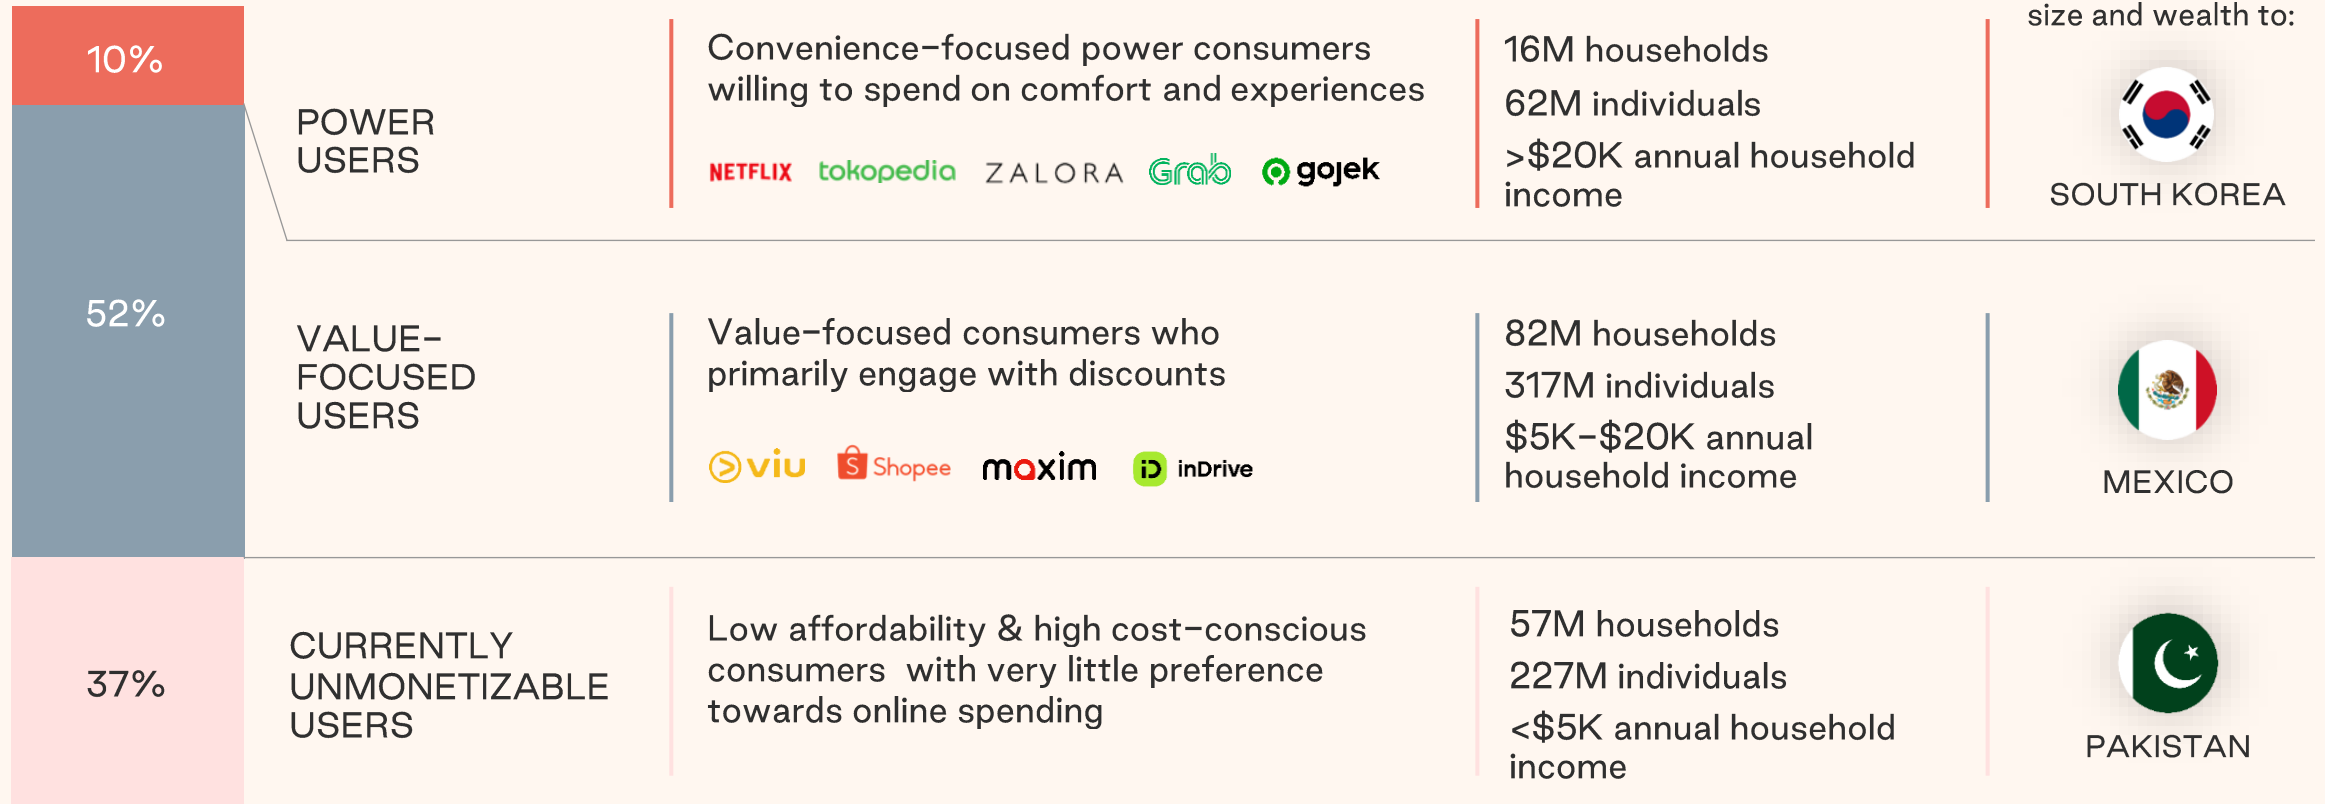 size and wealth to:
10%
POWER
USERS
Convenience-focused power consumers
willing to spend on comfort and experiences
NETFLIX tokopedia ZALORA Grab gojek
16M households
62M individuals
>$20K annual household
income
SOUTH KOREA
52%
VALUE-
FOCUSED
USERS
Value-focused consumers who
primarily engage with discounts
viu S Shopee maxim iD inDrive
82M households
317M individuals
$5K-$20K annual
household income
MEXICO
37%
CURRENTLY
UNMONETIZABLE
USERS
Low affordability & high cost-conscious
consumers with very little preference
towards online spending
57M households
227M individuals
<$5K annual household
income
PAKISTAN